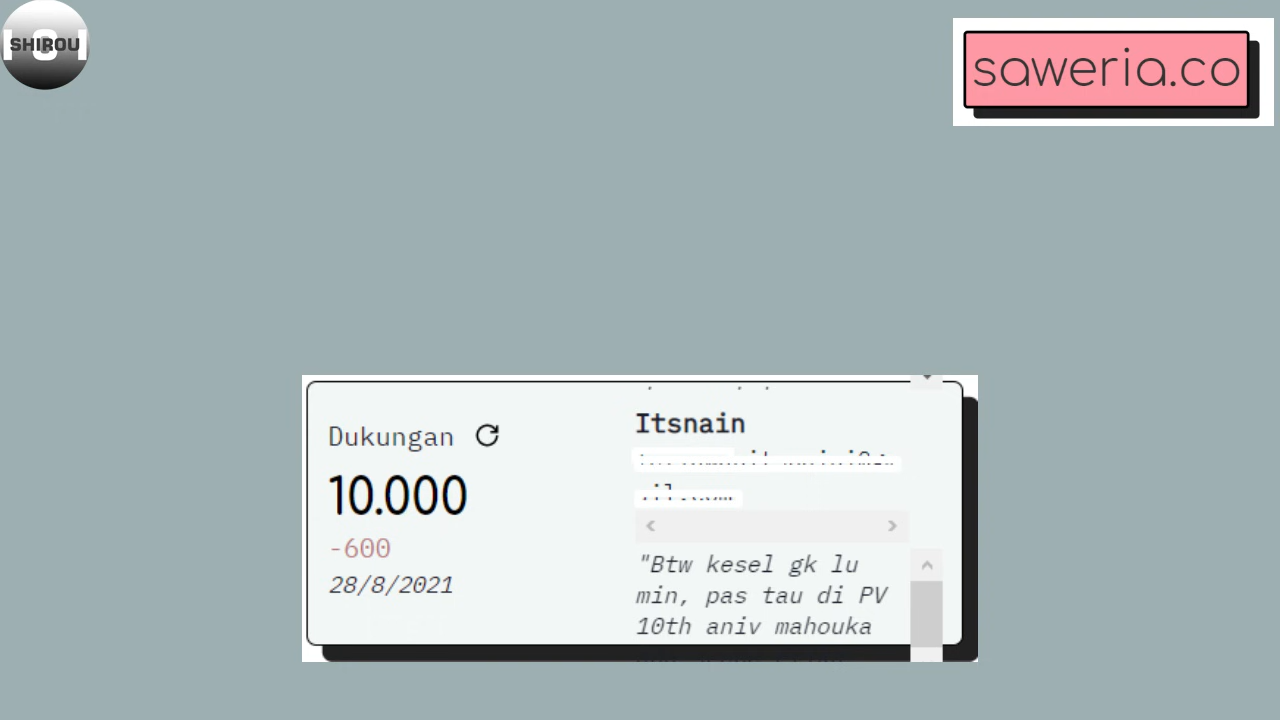 SHIROU
saweria.co
Dukungan
10.000
-600
28/8/2021
Itsnain
"Btw kesel gk lu
min, pas tau di PV
10th aniv mahouka